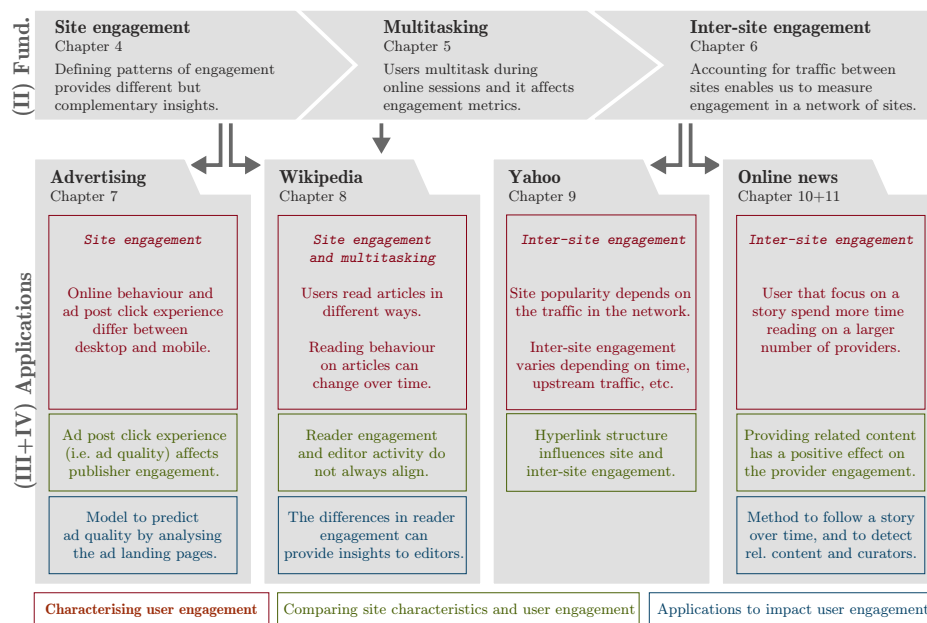 (II) Fund.
Site engagement
Chapter 4
Defining patterns of engagement
provides different but
complementary insights.
Multitasking
Chapter 5
Users multitask during
online sessions and it affects
engagement metrics.
Inter-site engagement
Chapter 6
Accounting for traffic between
sites enables us to measure
engagement in a network of sites.
(III+IV) Applications
Advertising
Chapter 7
Site engagement
Online behaviour and
ad post click experience
differ between
desktop and mobile.
Ad post click experience
(i.e. ad quality) affects
publisher engagement.
Model to predict
ad quality by analysing
the ad landing pages.
Wikipedia
Chapter 8
Site engagement
and multitasking
Users read articles in
different ways.
Reading behaviour
on articles can
change over time.
Reader engagement
and editor activity do
not always align.
The differences in reader
engagement can
provide insights to editors.
Yahoo
Chapter 9
Inter-site engagement
Site popularity depends on
the traffic in the network.
Inter-site engagement
varies depending on time,
upstream traffic, etc.
Hyperlink structure
influences site and
inter-site engagement.
Online news
Chapter 10+11
Inter-site engagement
User that focus on a
story spend more time
reading on a larger
number of providers.
Providing related content
has a positive effect on
the provider engagement.
Method to follow a story
over time, and to detect
rel. content and curators.
Characterising user engagement
Comparing site characteristics and user engagement
Applications to impact user engagement